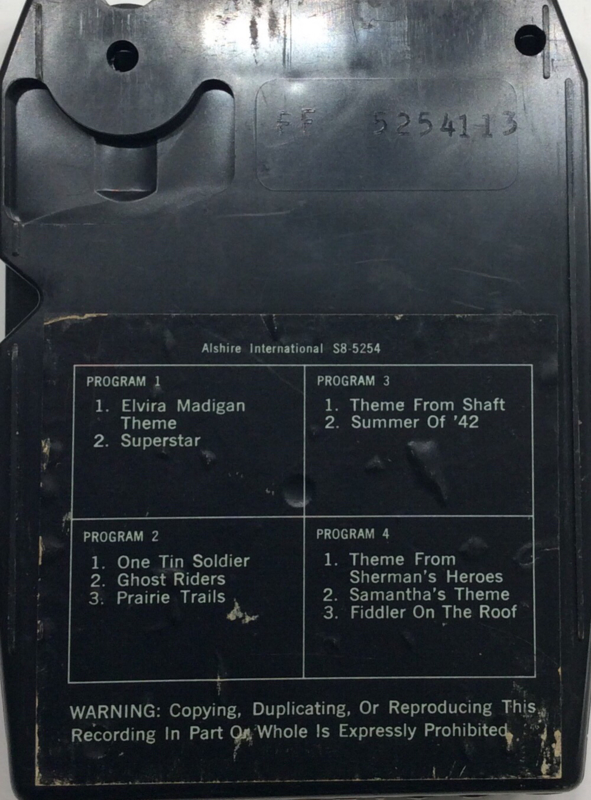 FF 5254113
Alshire International S8-5254
PROGRAM 1
1. Elvira Madigan
Theme
2. Superstar
PROGRAM 3
1. Theme From Shaft
2. Summer Of '42
PROGRAM 2
1. One Tin Soldier
2. Ghost Riders
3. Prairie Trails
PROGRAM 4
1. Theme From
Sherman's Heroes
2. Samantha's Theme
3. Fiddler On The Roof
WARNING: Copying, Duplicating, Or Reproducing This
Recording In Part Or Whole Is Expressly Prohibited